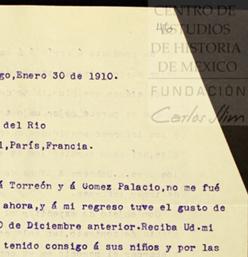 CENTRO DE
ESTUDIOS
DE HISTORIA
DE MÉXICO
FUNDACIÓN
Carlos Slim
go,Enero 30 de 1910.
del Rio
l,París,Francia.
á Torreón y á Gomez Palacio,no me fué
ahora,y á mi regreso tuve el gusto de
0 de Diciembre anterior.Reciba Ud.mi
tenido consigo á sus niños y por las